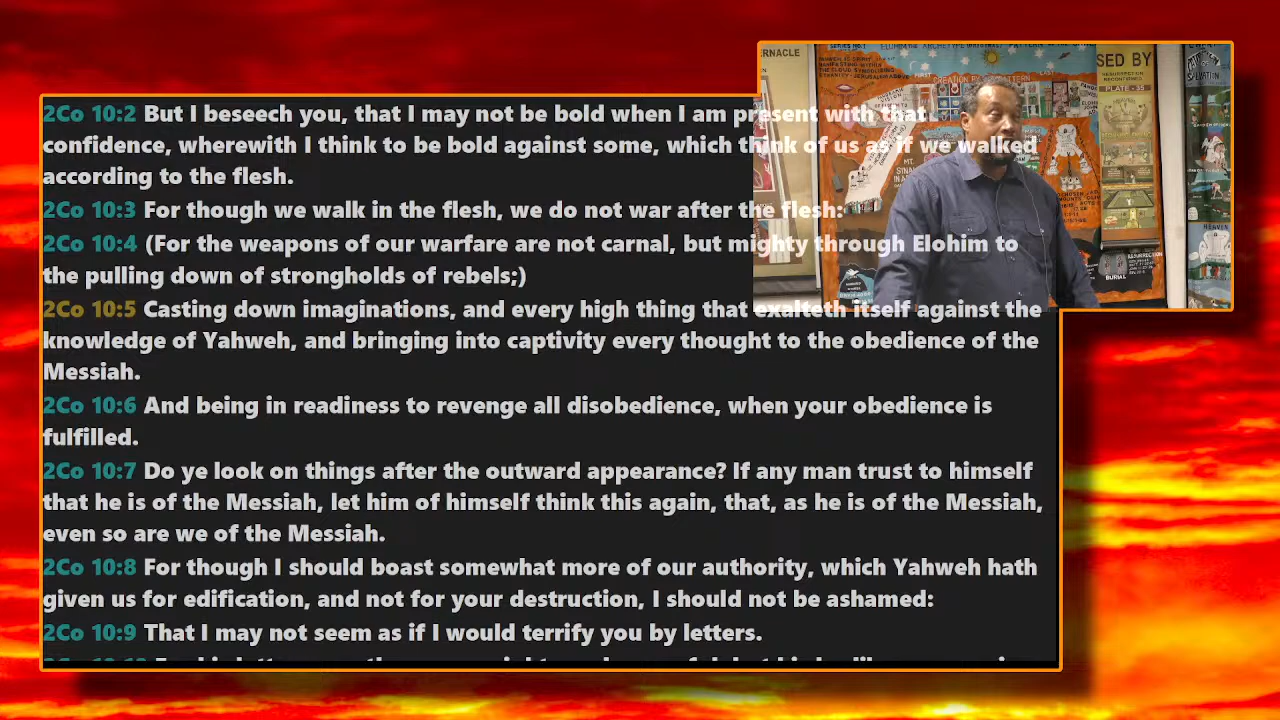 2Co 10:2 But I beseech you, that I may not be bold when I am present with that
confidence, wherewith I think to be bold against some, which think of us as if we walked
according to the flesh.
2Co 10:3 For though we walk in the flesh, we do not war after the flesh:
2Co 10:4 (For the weapons of our warfare are not carnal, but mighty through Elohim to
the pulling down of strongholds of rebels;)
2Co 10:5 Casting down imaginations, and every high thing that exalteth itself against the
knowledge of Yahweh, and bringing into captivity every thought to the obedience of the
Messiah.
2Co 10:6 And being in readiness to revenge all disobedience, when your obedience is
fulfilled.
2Co 10:7 Do ye look on things after the outward appearance? If any man trust to himself
that he is of the Messiah, let him of himself think this again, that, as he is of the Messiah,
even so are we of the Messiah.
2Co 10:8 For though I should boast somewhat more of our authority, which Yahweh hath
given us for edification, and not for your destruction, I should not be ashamed:
2Co 10:9 That I may not seem as if I would terrify you by letters.
ERNACLE
SED BY
RESURRECTION
PLATE - 35
FIRST CREATION BY PATTERN LAST
MT.
BURIAL
RESURRECTION
HEAVEN